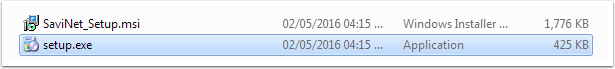 SaviNet_Setup.msi 02/05/2016 04:15 ... Windows Installer ... 1,776 KB
setup.exe 02/05/2016 04:15 ... Application 425 KB